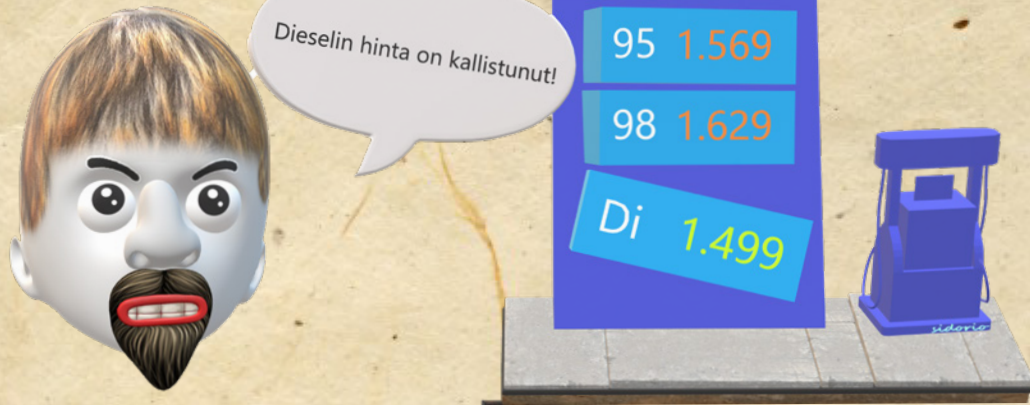 Dieselin hinta on kallistunut!
95 1.569
98 1.629
Di 1.499
sidorio